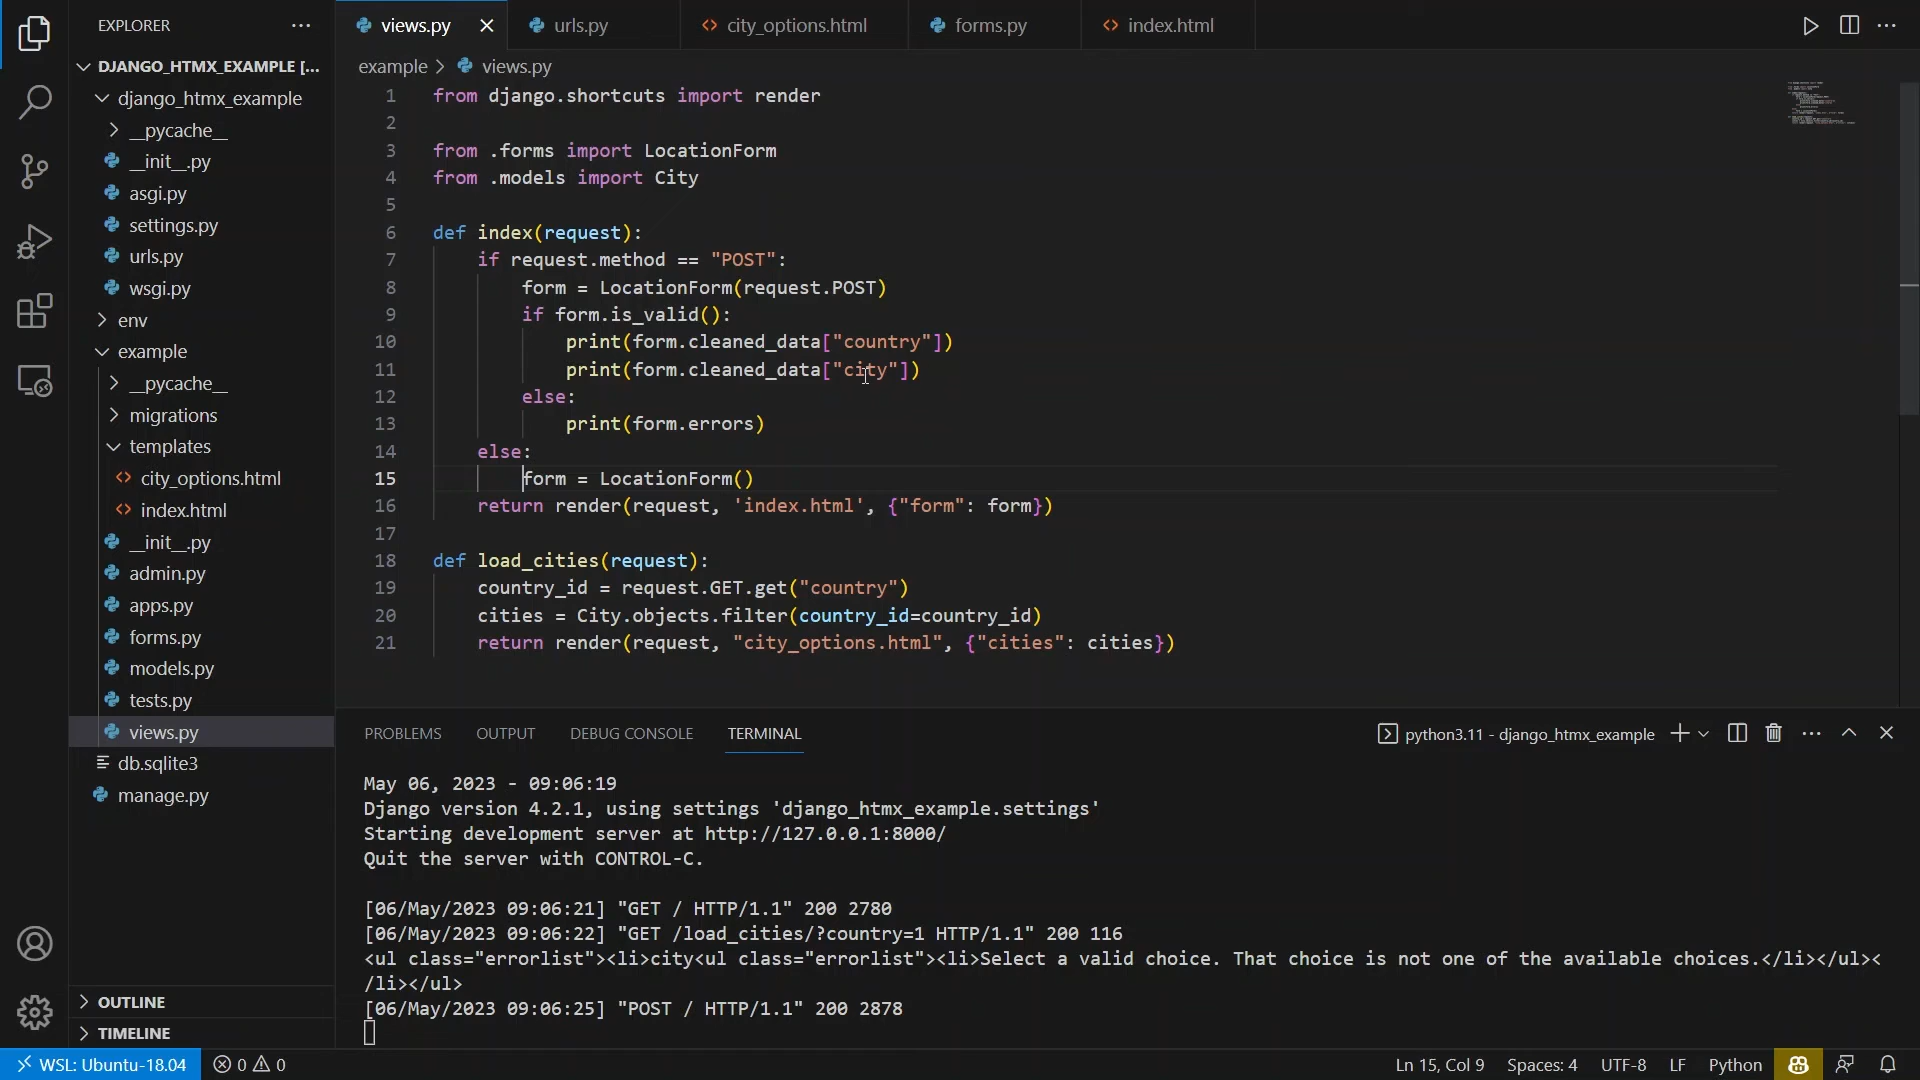 EXPLORER
views.py
urls.py
city_options.html
forms.py
index.html
DJANGO_HTMX_EXAMPLE [...
example > views.py
django_htmx_example
__pycache__
__init__.py
asgi.py
settings.py
urls.py
wsgi.py
env
example
__pycache__
migrations
templates
city_options.html
index.html
__init__.py
admin.py
apps.py
forms.py
models.py
tests.py
views.py
db.sqlite3
manage.py
OUTLINE
TIMELINE
1 from django.shortcuts import render
2
3 from .forms import LocationForm
4 from .models import City
5
6 def index(request):
7 if request.method == "POST":
8 form = LocationForm(request.POST)
9 if form.is_valid():
10 print(form.cleaned_data["country"])
11 print(form.cleaned_data["city"])
12 else:
13 print(form.errors)
14 else:
15 form = LocationForm()
16 return render(request, 'index.html', {"form": form})
17
18 def load_cities(request):
19 country_id = request.GET.get("country")
20 cities = City.objects.filter(country_id=country_id)
21 return render(request, "city_options.html", {"cities": cities})
PROBLEMS OUTPUT DEBUG CONSOLE TERMINAL
python3.11 - django_htmx_example
May 06, 2023 - 09:06:19
Django version 4.2.1, using settings 'django_htmx_example.settings'
Starting development server at http://127.0.0.1:8000/
Quit the server with CONTROL-C.
[06/May/2023 09:06:21] "GET / HTTP/1.1" 200 2780
[06/May/2023 09:06:22] "GET /load_cities/?country=1 HTTP/1.1" 200 116
<ul class="errorlist"><li>city<ul class="errorlist"><li>Select a valid choice. That choice is not one of the available choices.</li></ul><
/li></ul>
[06/May/2023 09:06:25] "POST / HTTP/1.1" 200 2878
WSL: Ubuntu-18.04
0 0
Ln 15, Col 9
Spaces: 4
UTF-8
LF
Python